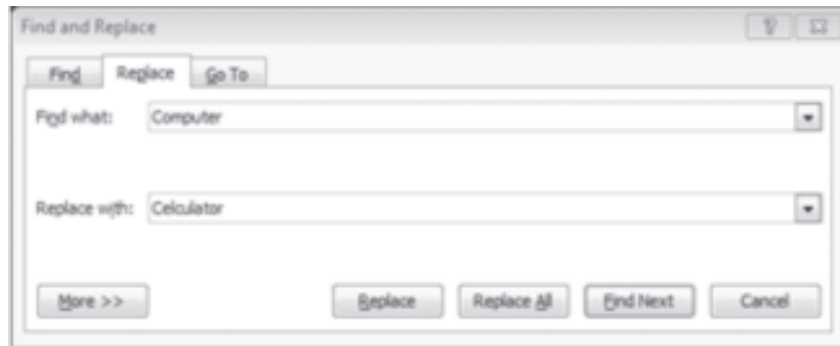 Find and Replace
Find Replace Go To
Find what: Computer
Replace with: Celculator
More >> Replace Replace All Find Next Cancel